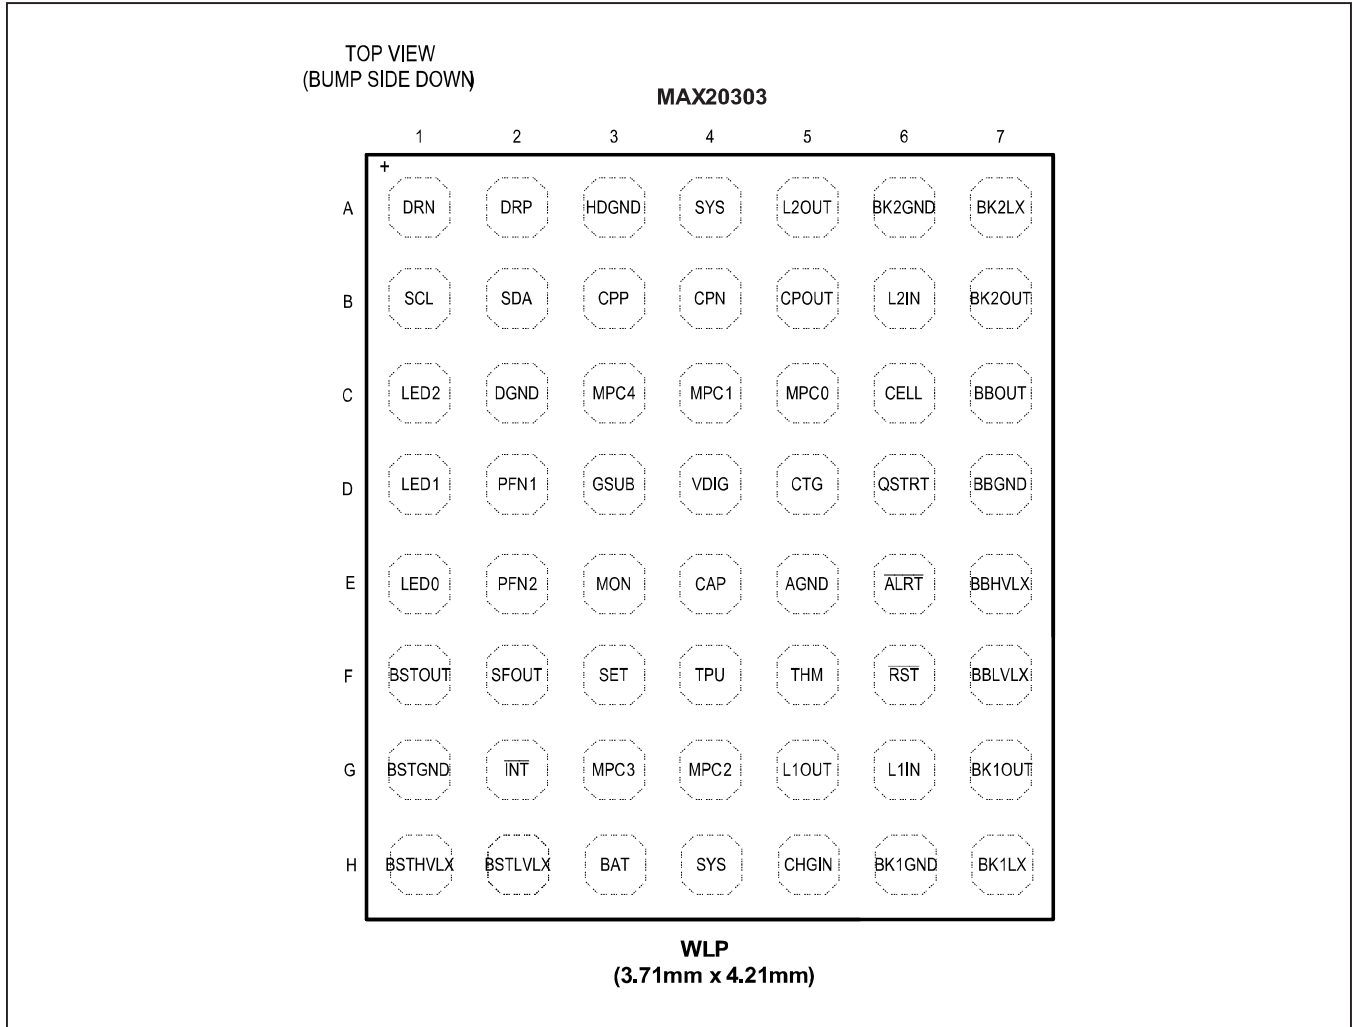 TOP VIEW
(BUMP SIDE DOWN)
MAX20303
1 2 3 4 5 6 7
+
A DRN DRP HDGND SYS L2OUT BK2GND BK2LX
B SCL SDA CPP CPN CPOUT L2IN BK2OUT
C LED2 DGND MPC4 MPC1 MPC0 CELL BBOUT
D LED1 PFN1 GSUB VDIG CTG QSTRT BBGND
E LED0 PFN2 MON CAP AGND A̅L̅R̅T̅ BBHVLX
F BSTOUT SFOUT SET TPU THM R̅S̅T̅ BBLVLX
G BSTGND I̅N̅T̅ MPC3 MPC2 L1OUT L1IN BK1OUT
H BSTHVLX BSTLVLX BAT SYS CHGIN BK1GND BK1LX
WLP
(3.71mm x 4.21mm)